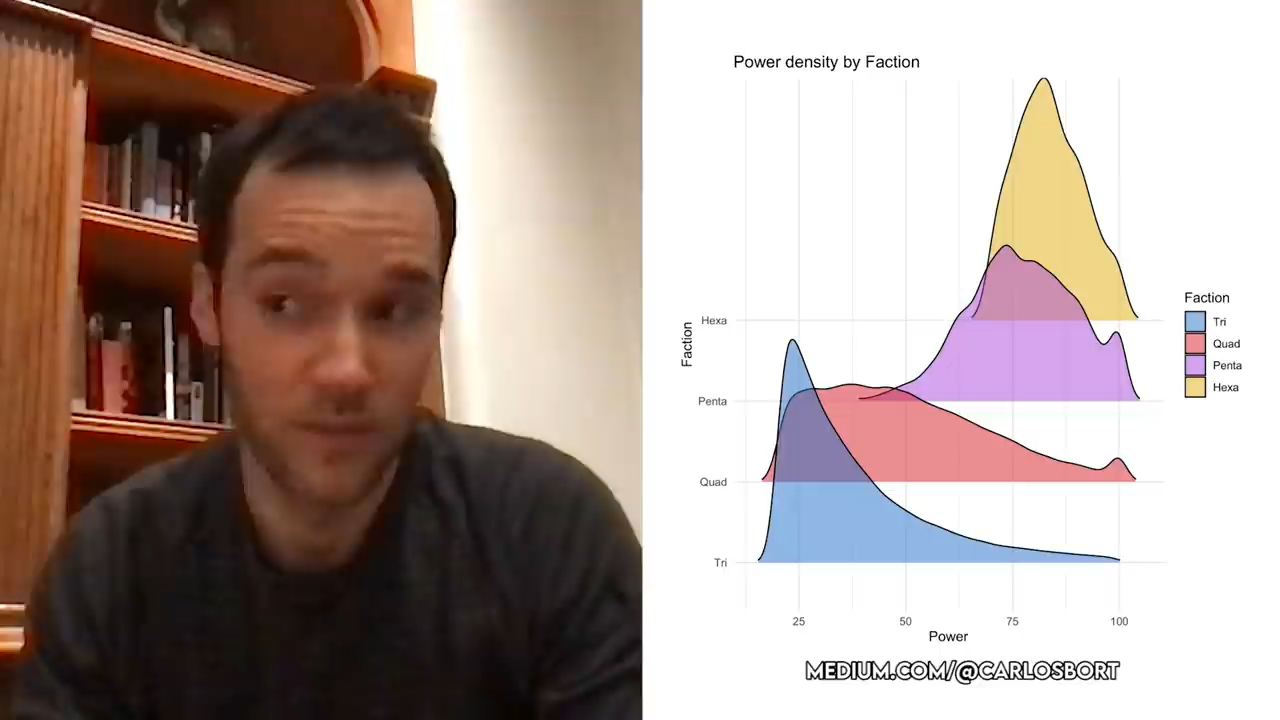 Power density by Faction
Faction
Hexa
Penta
Quad
Tri
25 50 75 100
Power
Faction
Tri
Quad
Penta
Hexa
MEDIUM.COM/@CARLOSBORT